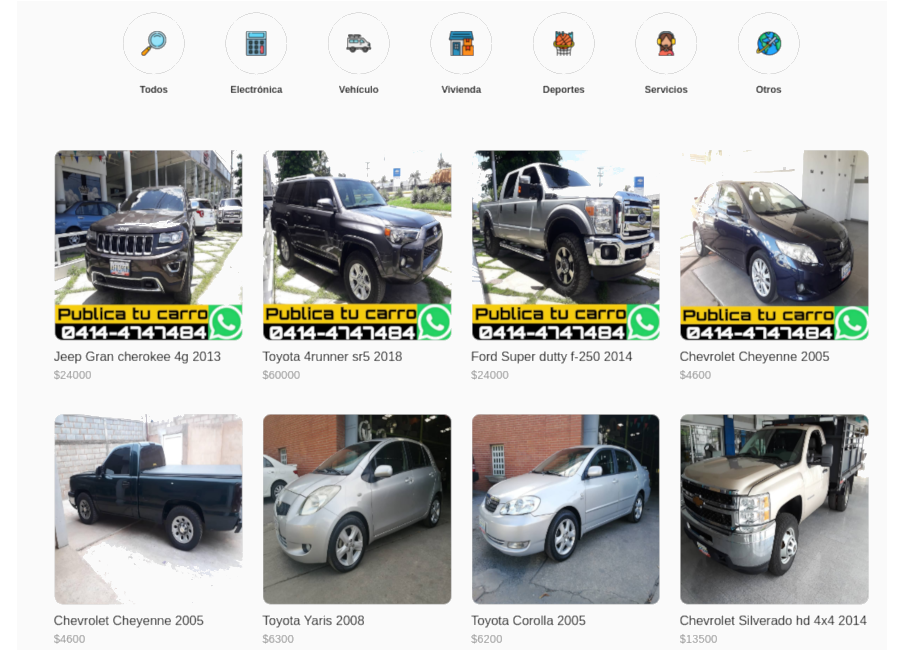 Todos
Electrónica
Vehículo
Vivienda
Deportes
Servicios
Otros
Publica tu carro
0414-4747484
Publica tu carro
0414-4747484
Publica tu carro
0414-4747484
Publica tu carro
0414-4747484
Jeep Gran cherokee 4g 2013
$24000
Toyota 4runner sr5 2018
$60000
Ford Super dutty f-250 2014
$24000
Chevrolet Cheyenne 2005
$4600
Chevrolet Cheyenne 2005
$4600
Toyota Yaris 2008
$6300
Toyota Corolla 2005
$6200
Chevrolet Silverado hd 4x4 2014
$13500